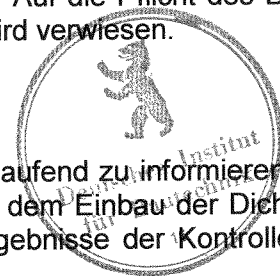 Auf die Pflicht des
wird verwiesen.
laufend zu informieren
dem Einbau der Dich
gebnisse der Kontrolle
Deutsches Institut
für Bautechnik